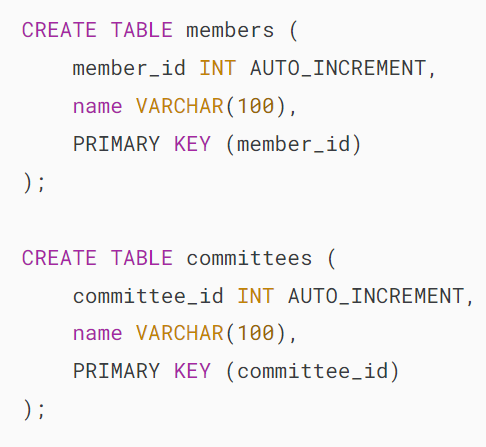 CREATE TABLE members (
    member_id INT AUTO_INCREMENT,
    name VARCHAR(100),
    PRIMARY KEY (member_id)
);

CREATE TABLE committees (
    committee_id INT AUTO_INCREMENT,
    name VARCHAR(100),
    PRIMARY KEY (committee_id)
);